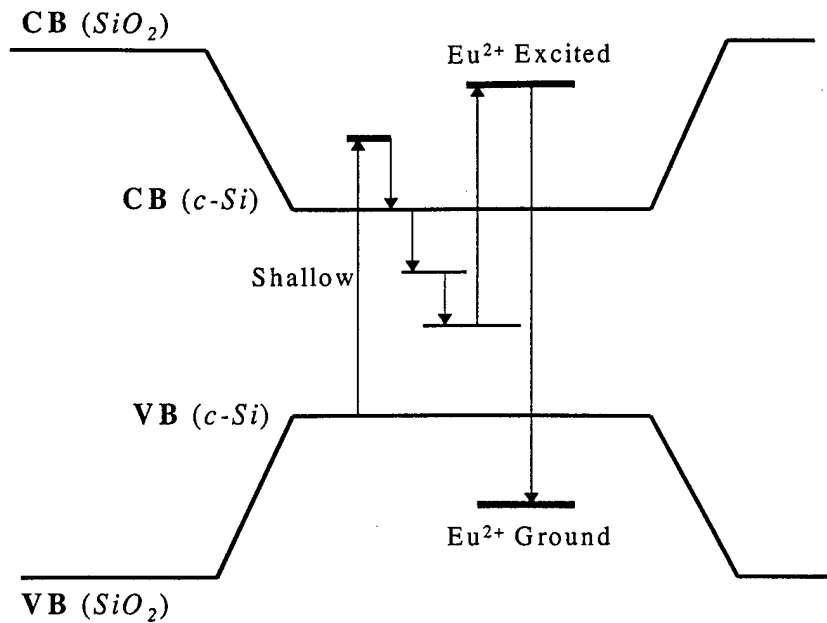 CB (SiO₂)
Eu²⁺ Excited
CB (c-Si)
Shallow
VB (c-Si)
Eu²⁺ Ground
VB (SiO₂)